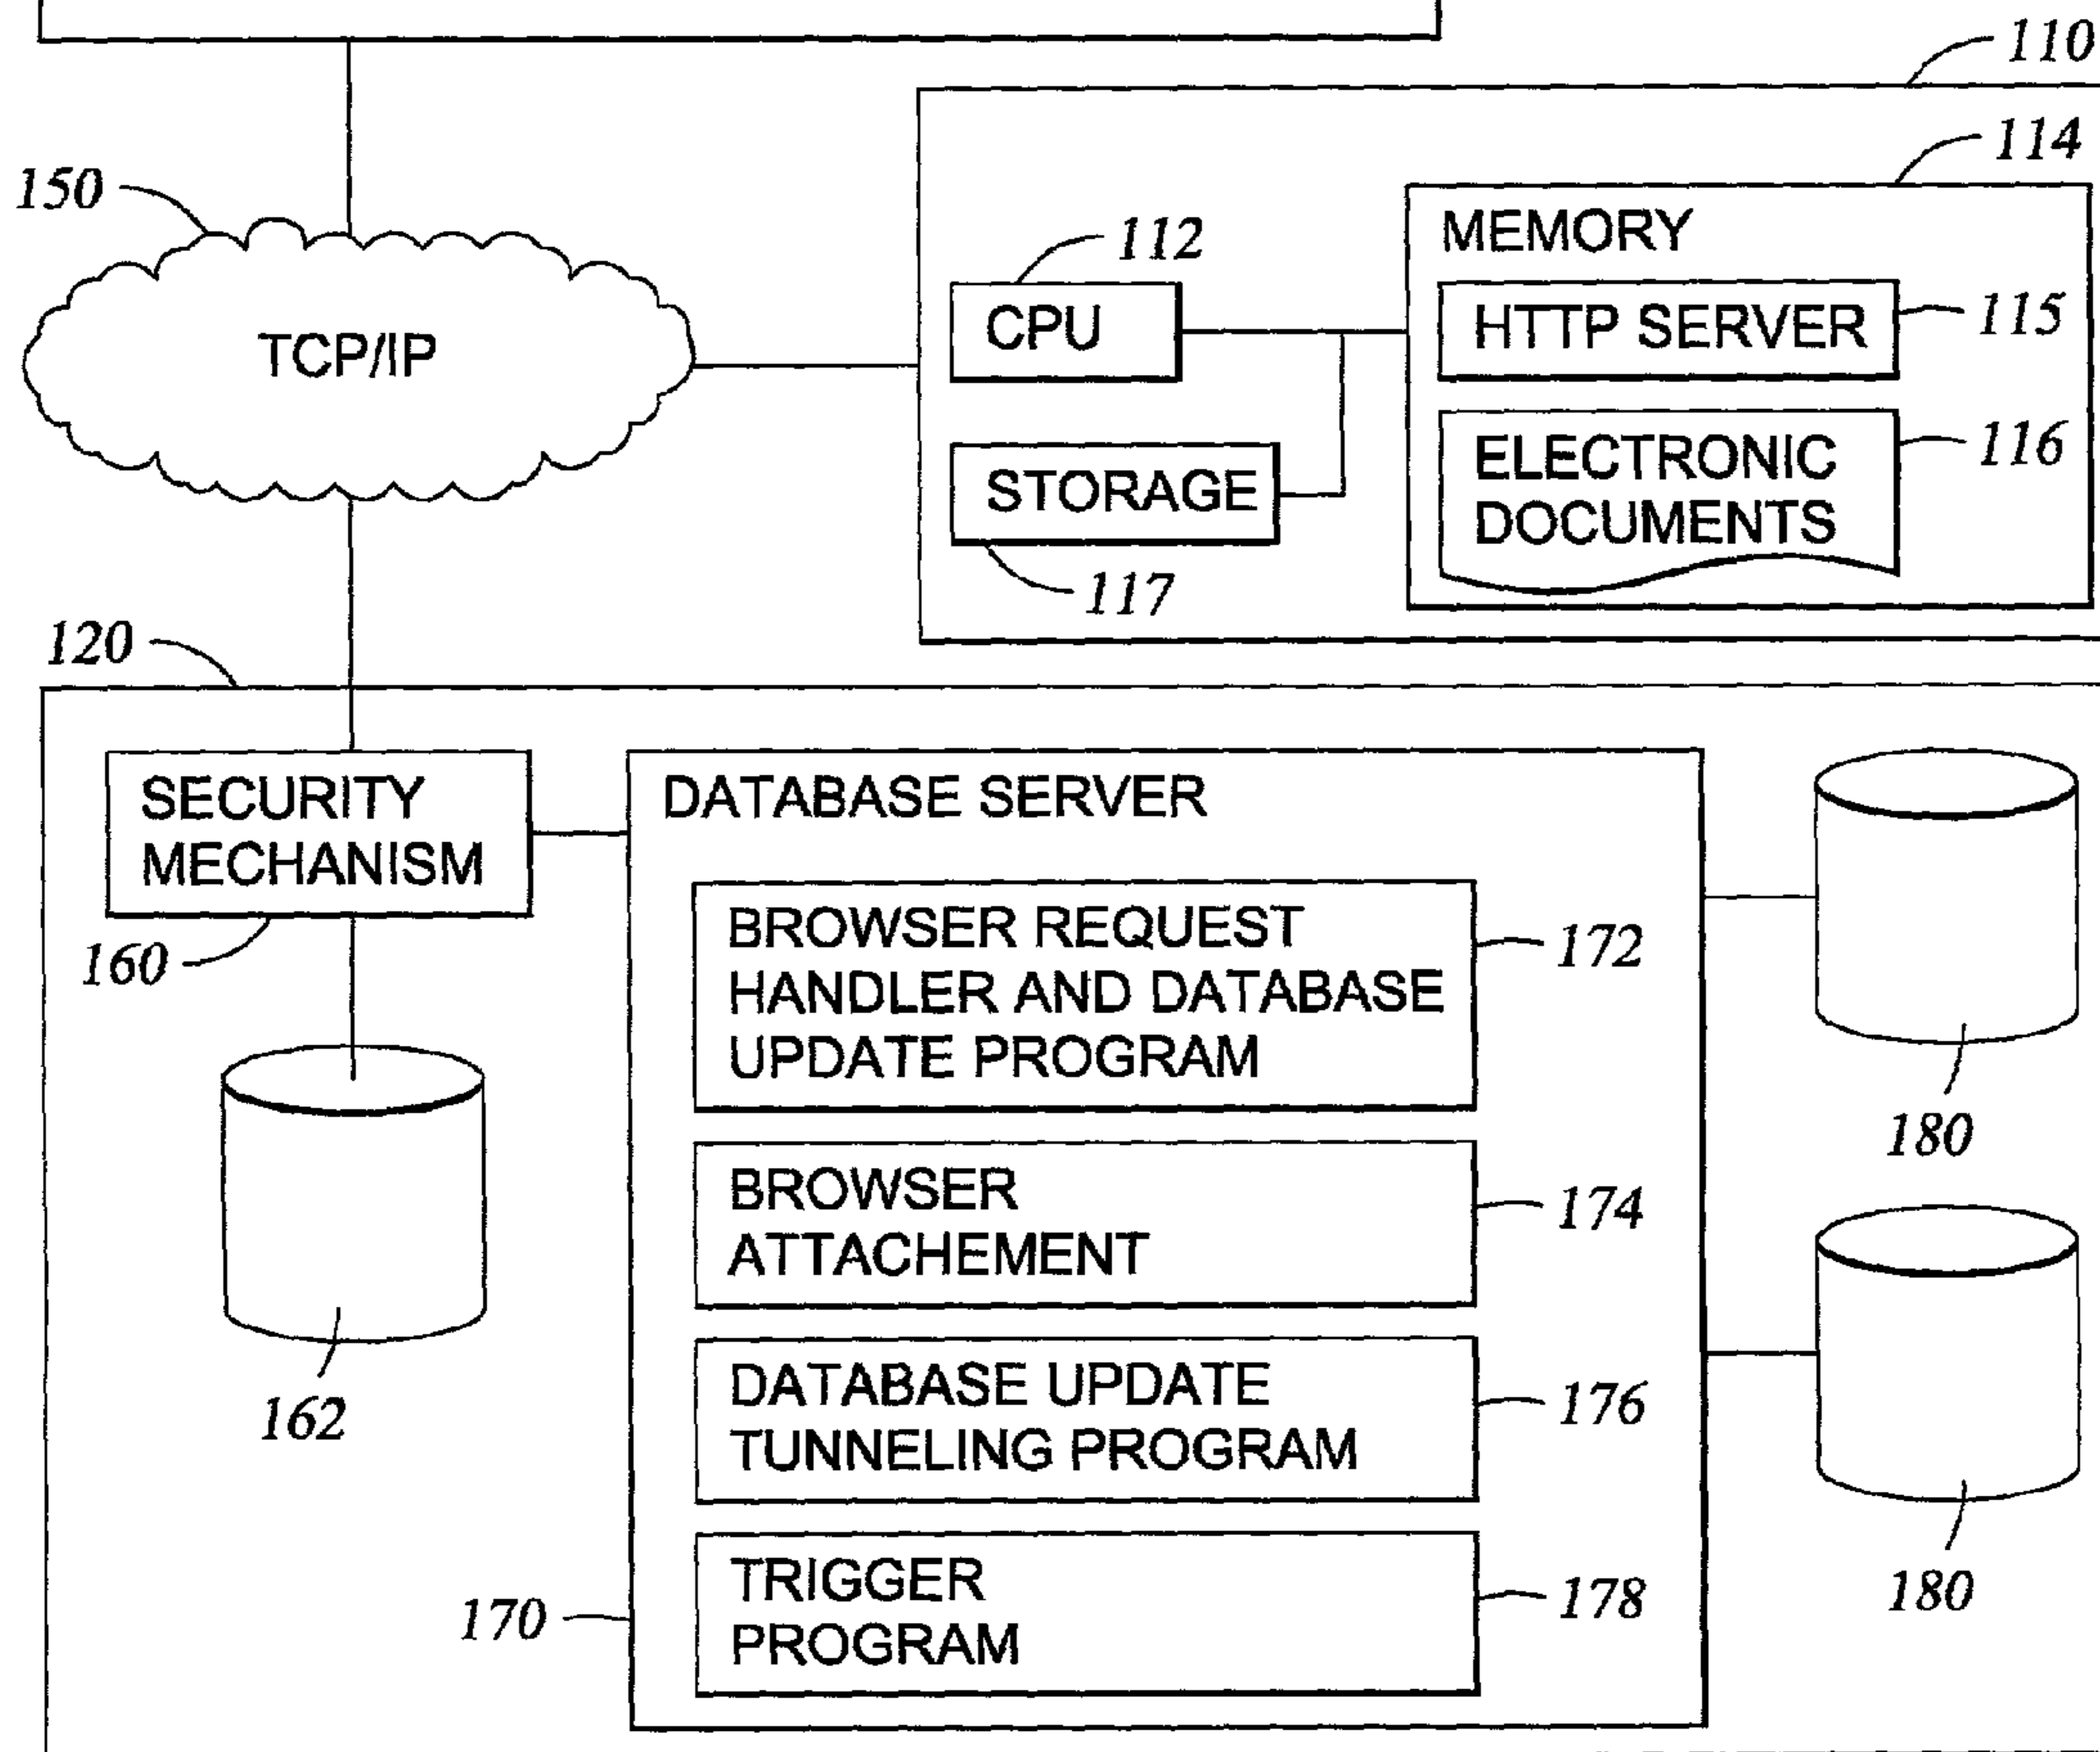 110
114
150
MEMORY
112
HTTP SERVER
115
CPU
TCP/IP
ELECTRONIC
DOCUMENTS
116
STORAGE
117
120
SECURITY
MECHANISM
160
162
DATABASE SERVER
BROWSER REQUEST
HANDLER AND DATABASE
UPDATE PROGRAM
172
BROWSER
ATTACHEMENT
174
DATABASE UPDATE
TUNNELING PROGRAM
176
TRIGGER
PROGRAM
178
170
180
180